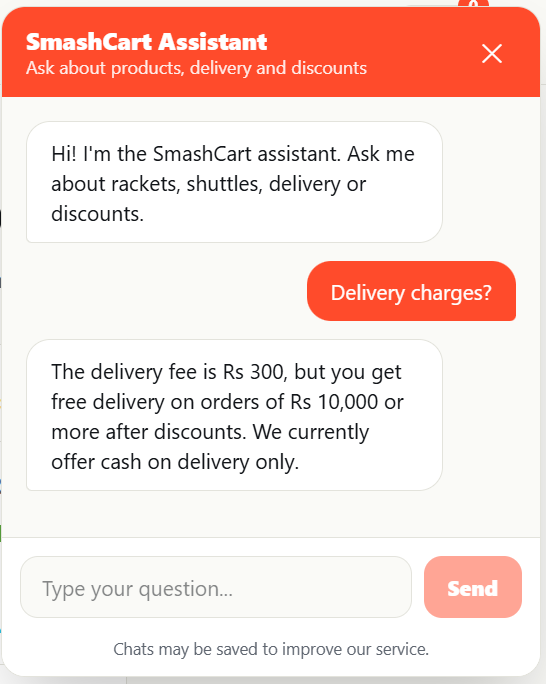 SmashCart Assistant
Ask about products, delivery and discounts
Hi! I'm the SmashCart assistant. Ask me
about rackets, shuttles, delivery or
discounts.
Delivery charges?
The delivery fee is Rs 300, but you get
free delivery on orders of Rs 10,000 or
more after discounts. We currently
offer cash on delivery only.
Type your question...
Send
Chats may be saved to improve our service.